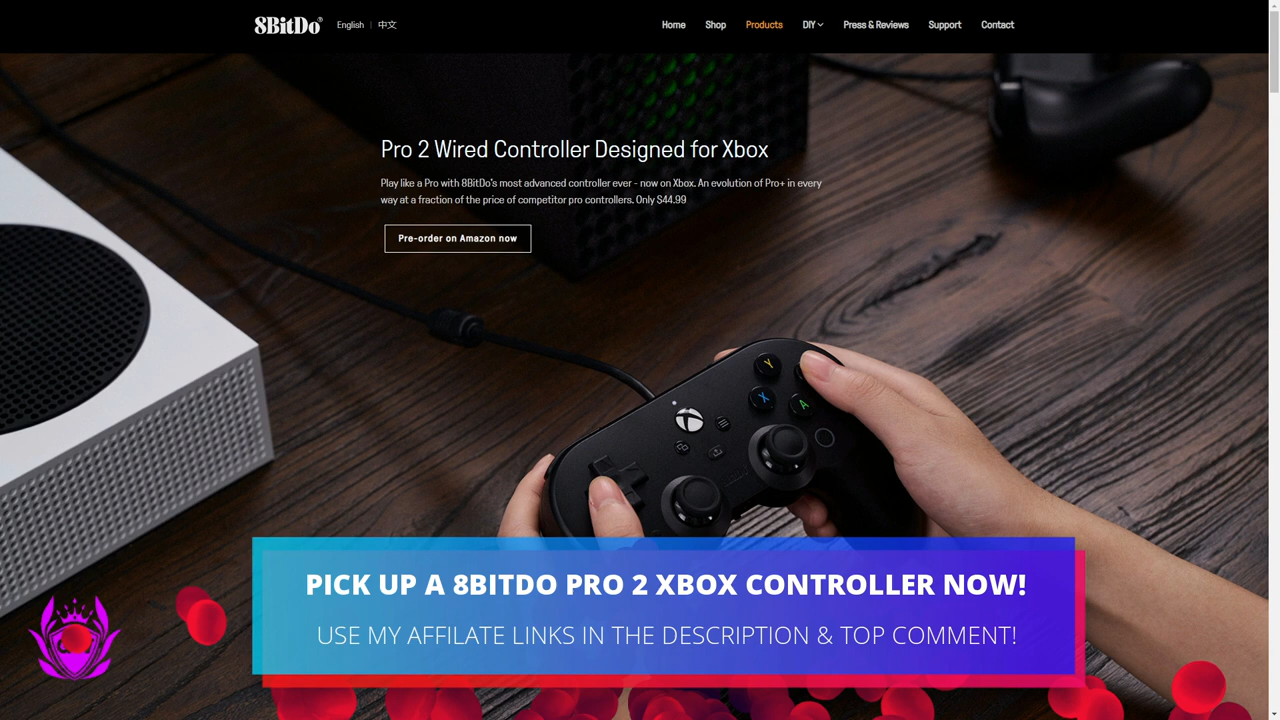 8BitDo®
English | 中文
Home Shop Products DIY Press & Reviews Support Contact
Pro 2 Wired Controller Designed for Xbox
Play like a Pro with 8BitDo's most advanced controller ever - now on Xbox. An evolution of Pro+ in every
way at a fraction of the price of competitor pro controllers. Only $44.99
Pre-order on Amazon now
Y
X
A
PICK UP A 8BITDO PRO 2 XBOX CONTROLLER NOW!
USE MY AFFILATE LINKS IN THE DESCRIPTION & TOP COMMENT!